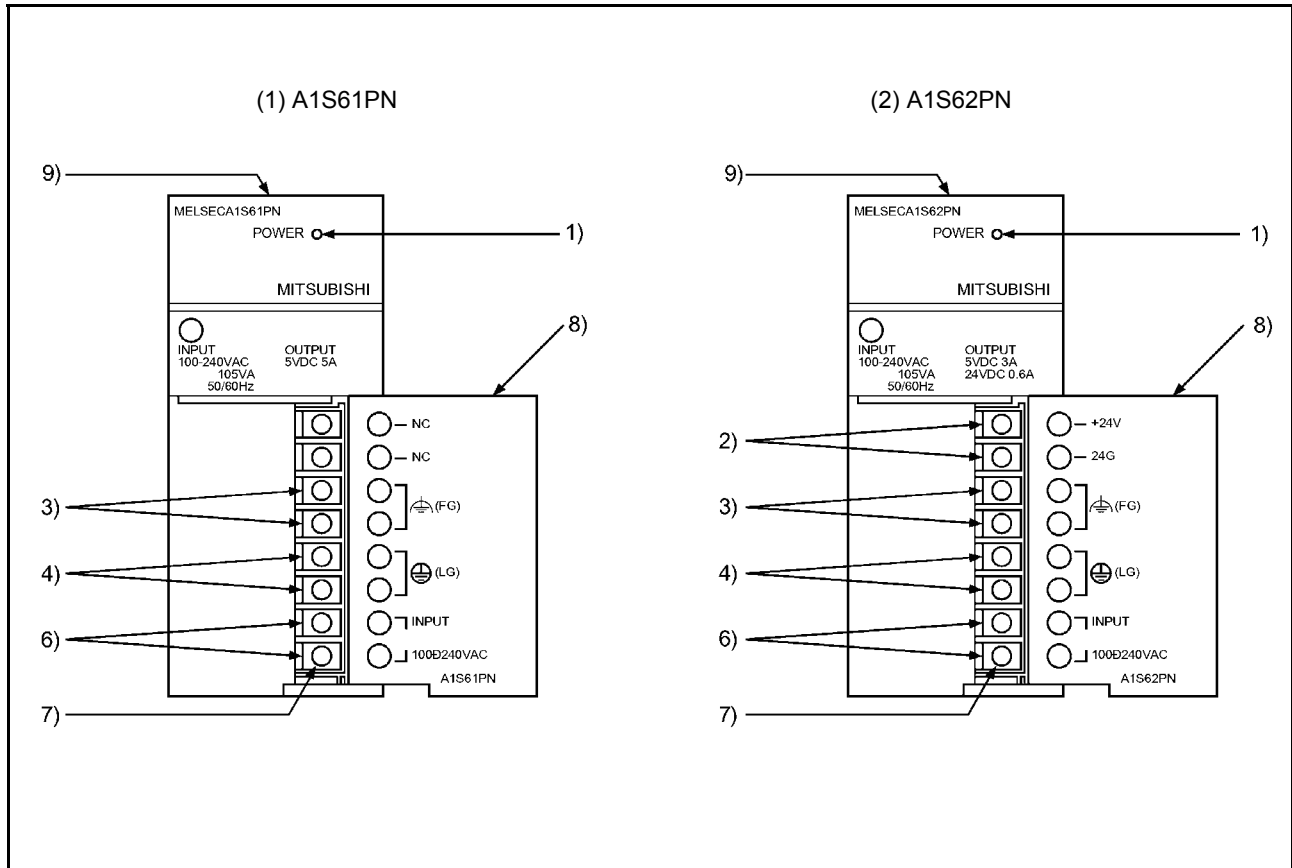 (1) A1S61PN
9)
MELSECA1S61PN
POWER
1)
MITSUBISHI
8)
INPUT
100-240VAC
105VA
50/60Hz
OUTPUT
5VDC 5A
NC
NC
3)
(FG)
4)
(LG)
6)
INPUT
100Ð240VAC
A1S61PN
7)
(2) A1S62PN
9)
MELSECA1S62PN
POWER
1)
MITSUBISHI
8)
INPUT
100-240VAC
105VA
50/60Hz
OUTPUT
5VDC 3A
24VDC 0.6A
2)
+24V
24G
3)
(FG)
4)
(LG)
6)
INPUT
100Ð240VAC
A1S62PN
7)